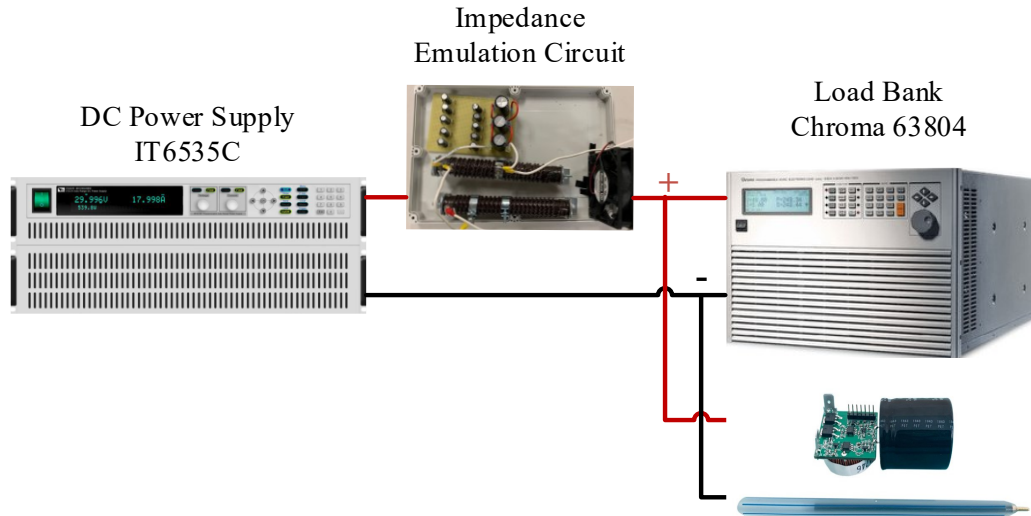 Impedance
Emulation Circuit
DC Power Supply
IT6535C
Load Bank
Chroma 63804
29.996V 17.998A
+
-